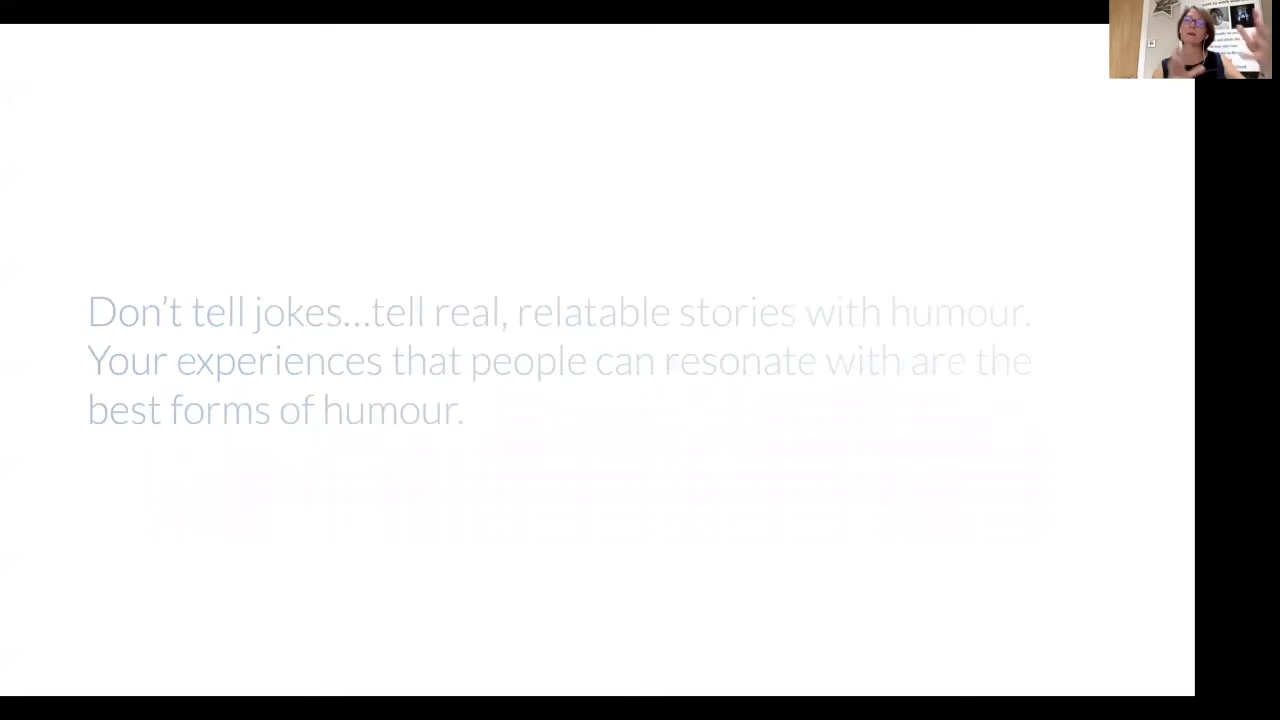 Don’t tell jokes...tell real, relatable stories with humour.
Your experiences that people can resonate with are the
best forms of humour.